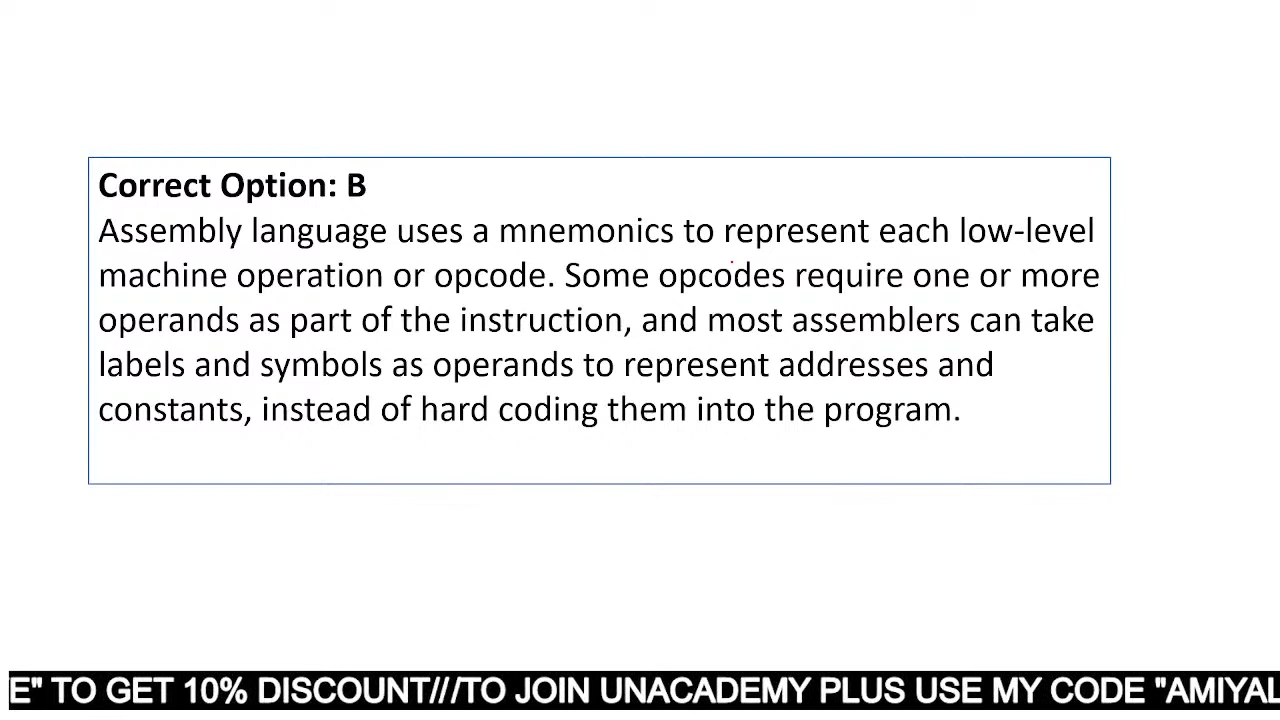 Correct Option: B
Assembly language uses a mnemonics to represent each low-level
machine operation or opcode. Some opcodes require one or more
operands as part of the instruction, and most assemblers can take
labels and symbols as operands to represent addresses and
constants, instead of hard coding them into the program.
E" TO GET 10% DISCOUNT///TO JOIN UNACADEMY PLUS USE MY CODE "AMIYAL